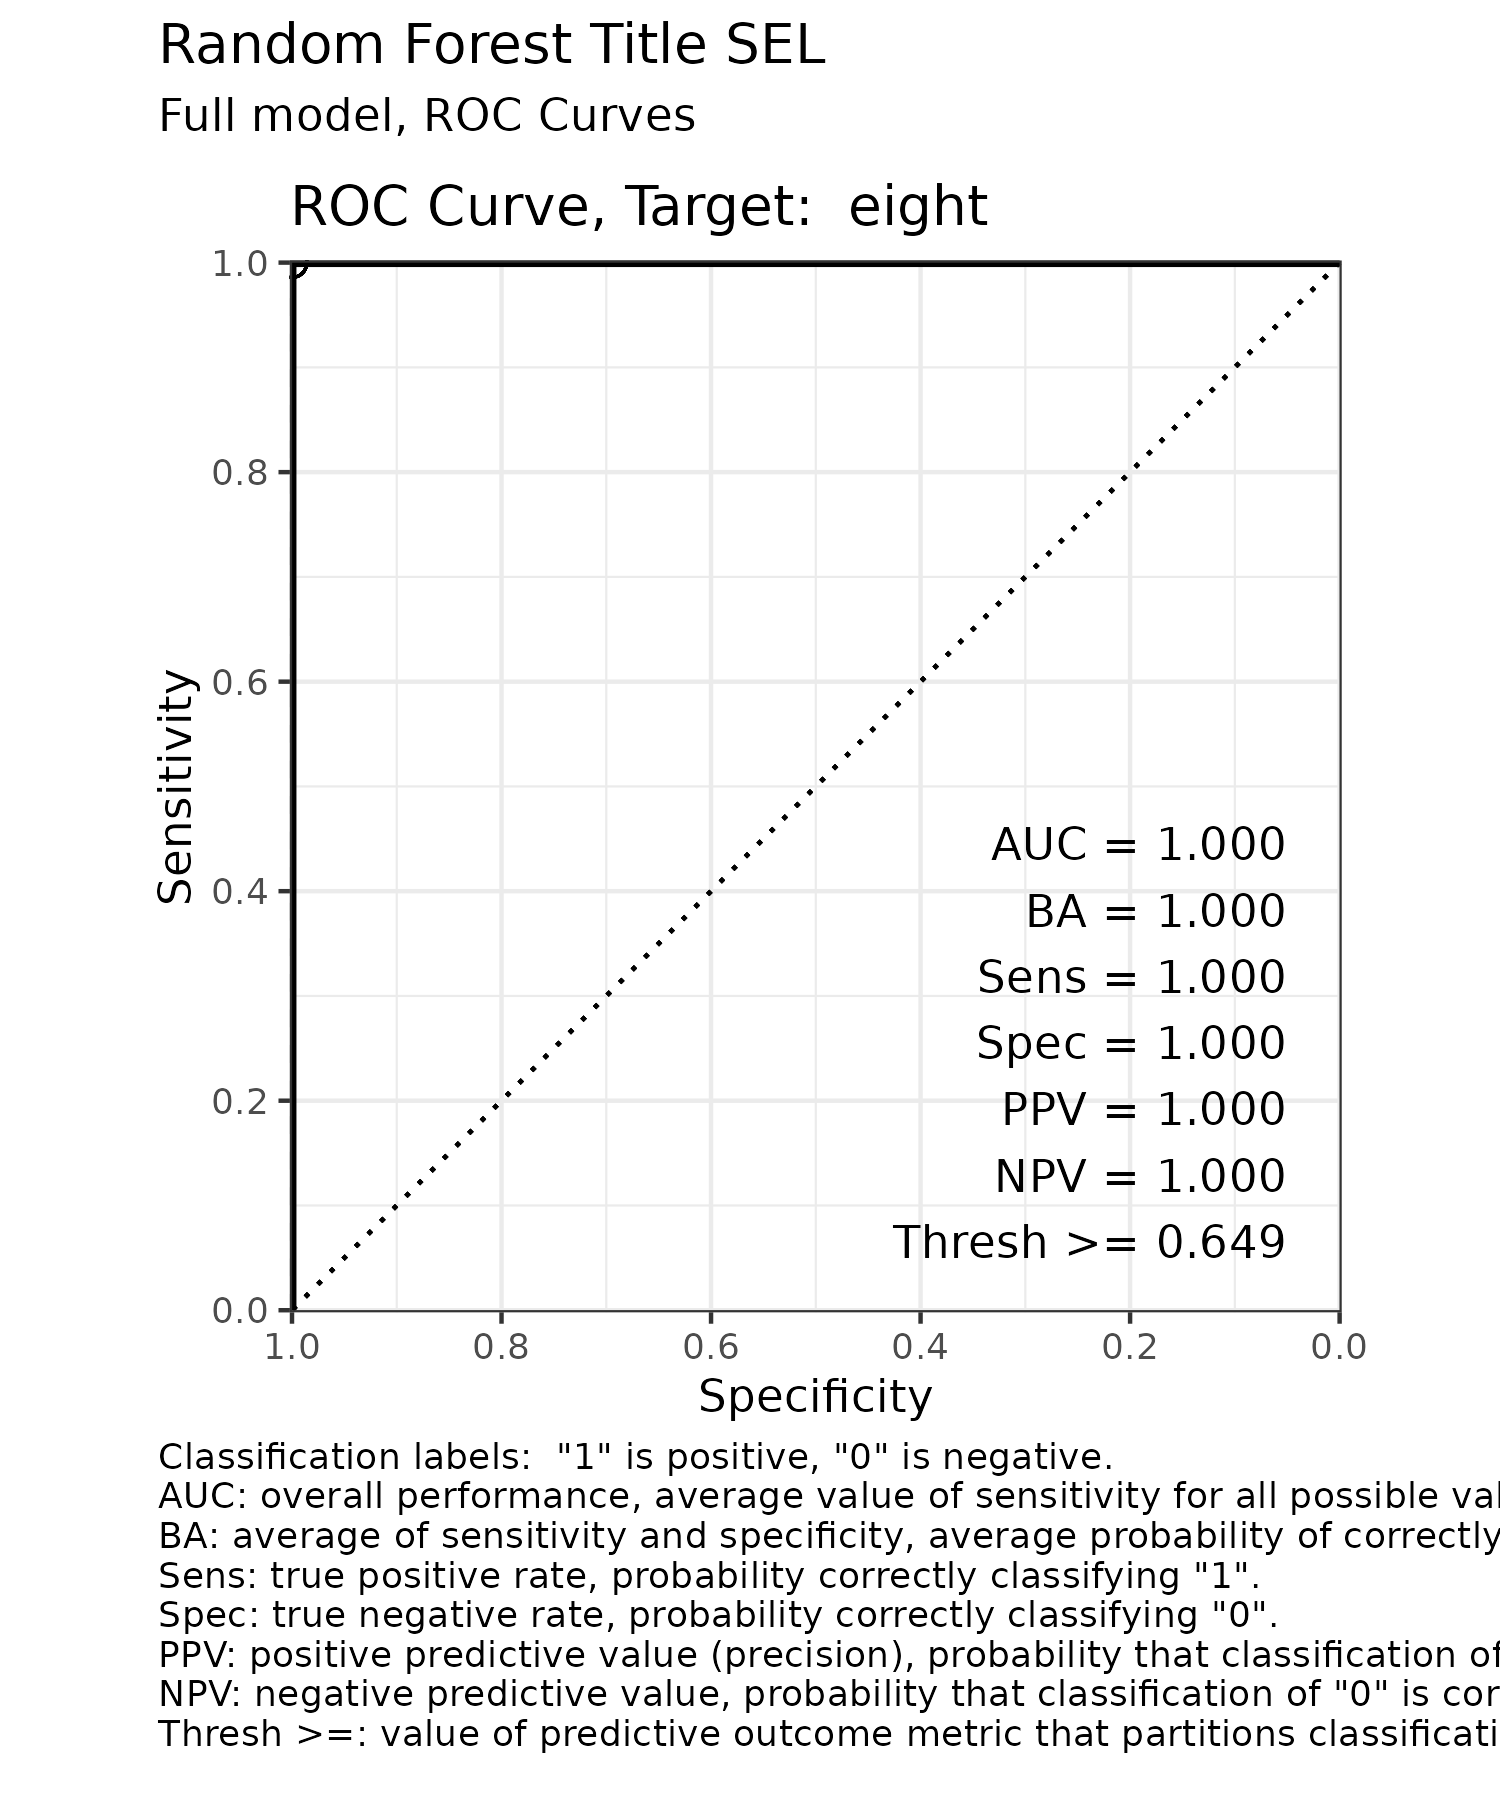 Random Forest Title SEL
Full model, ROC Curves
ROC Curve, Target:  eight
1.0
0.8
0.6
0.4
0.2
0.0
Sensitivity
AUC = 1.000
BA = 1.000
Sens = 1.000
Spec = 1.000
PPV = 1.000
NPV = 1.000
Thresh >= 0.649
1.0 0.8 0.6 0.4 0.2 0.0
Specificity
Classification labels:  "1" is positive, "0" is negative.
AUC: overall performance, average value of sensitivity for all possible
BA: average of sensitivity and specificity, average probability of correctly
Sens: true positive rate, probability correctly classifying "1".
Spec: true negative rate, probability correctly classifying "0".
PPV: positive predictive value (precision), probability that classification of
NPV: negative predictive value, probability that classification of "0" is
Thresh >=: value of predictive outcome metric that partitions